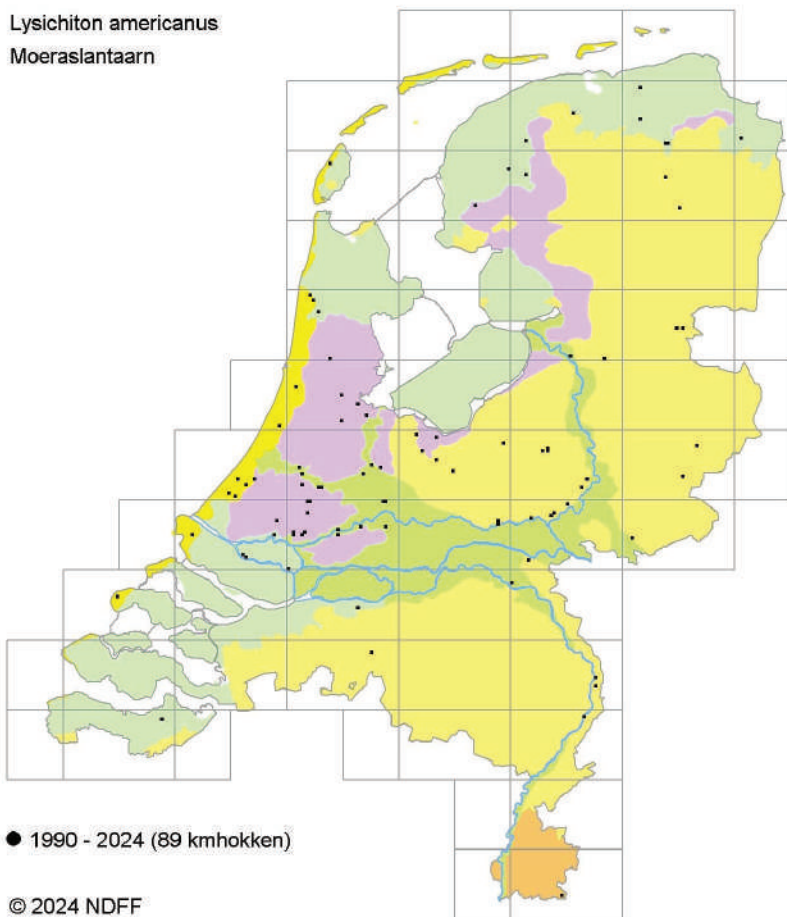 Lysichiton americanus
Moeraslantaarn
● 1990 - 2024 (89 kmhokken)
© 2024 NDFF